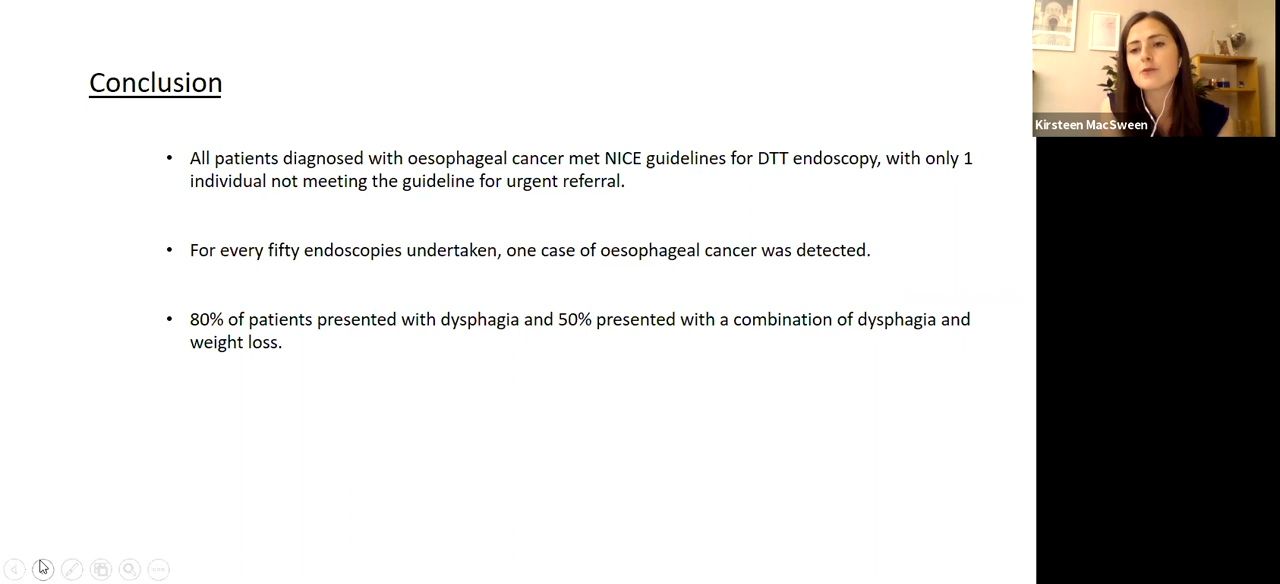 Conclusion
• All patients diagnosed with oesophageal cancer met NICE guidelines for DTT endoscopy, with only 1
individual not meeting the guideline for urgent referral.
• For every fifty endoscopies undertaken, one case of oesophageal cancer was detected.
• 80% of patients presented with dysphagia and 50% presented with a combination of dysphagia and
weight loss.
Kirsteen MacSween